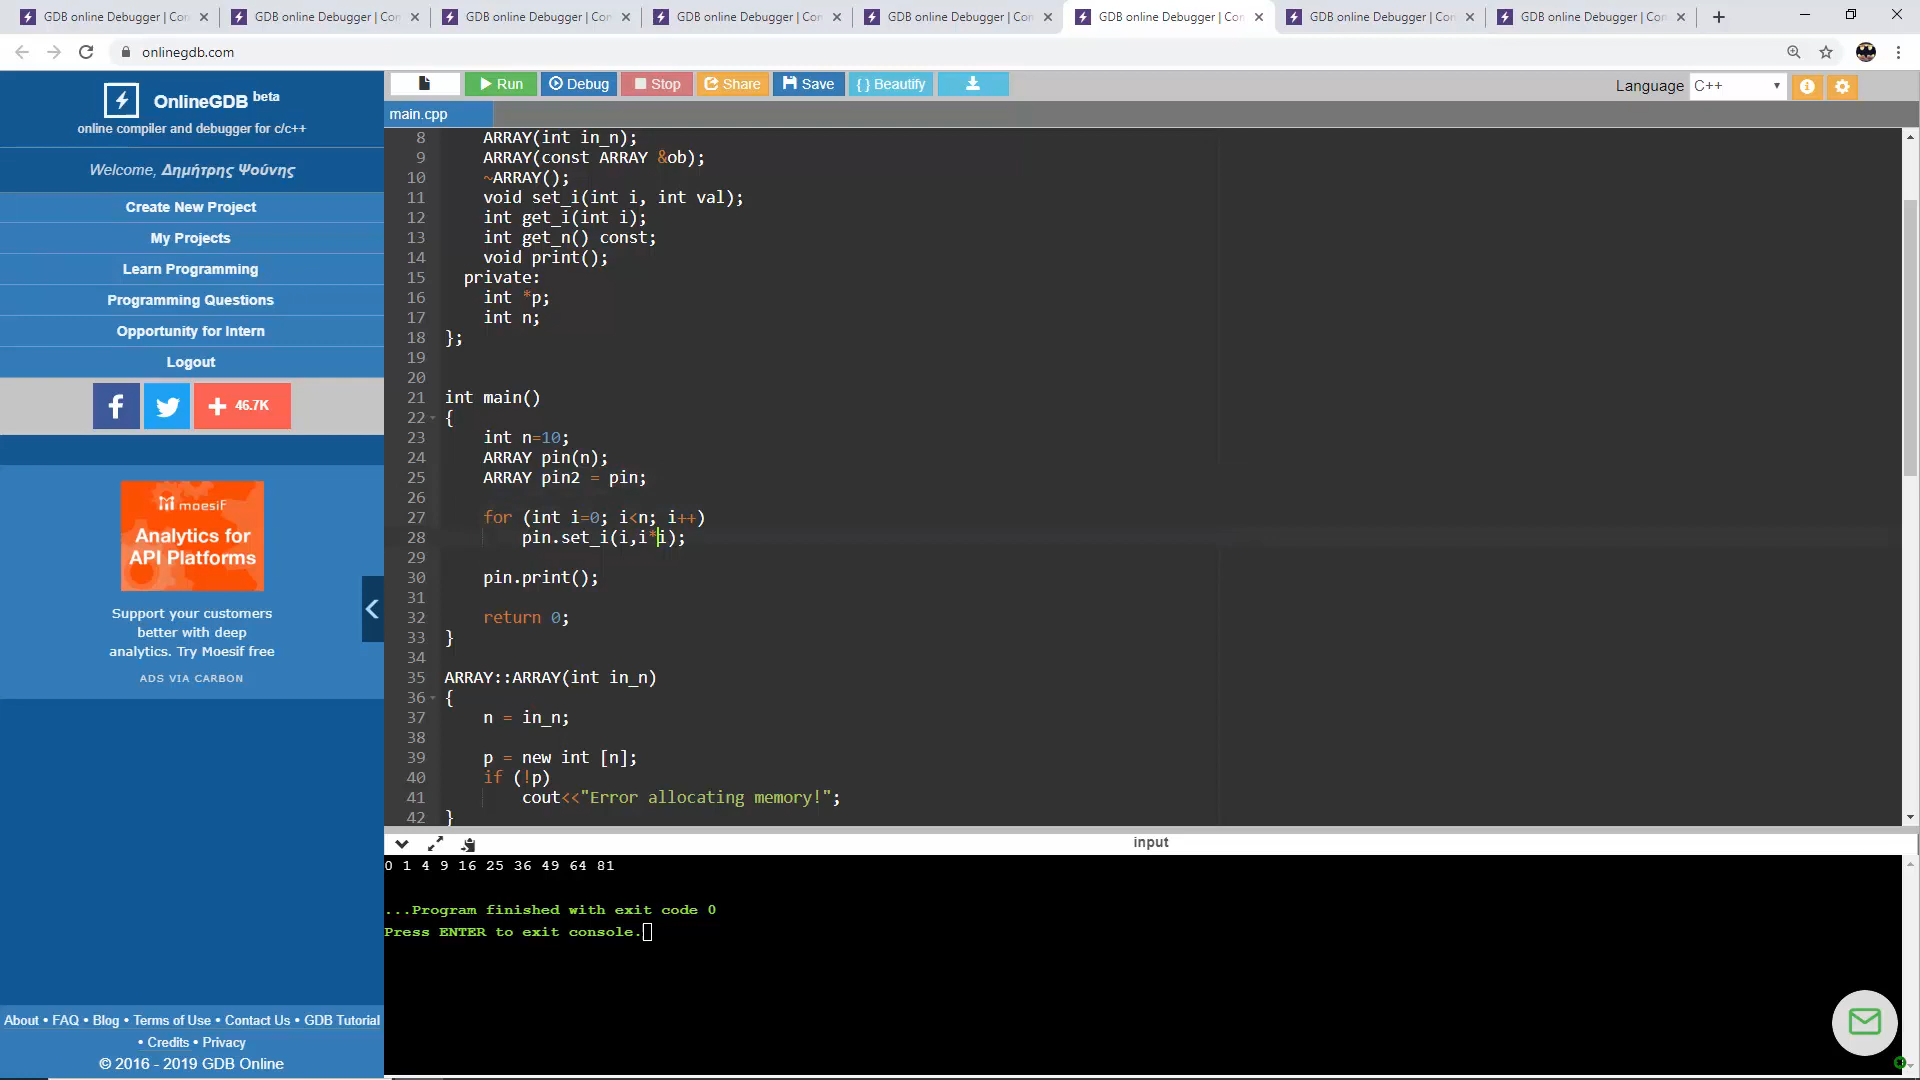 GDB online Debugger | Con
GDB online Debugger | Con
GDB online Debugger | Con
GDB online Debugger | Con
GDB online Debugger | Con
GDB online Debugger | Con
GDB online Debugger | Con
GDB online Debugger | Con
onlinegdb.com
OnlineGDB beta
online compiler and debugger for c/c++
Welcome, Δημήτρης Ψούνης
Create New Project
My Projects
Learn Programming
Programming Questions
Opportunity for Intern
Logout
46.7K
moesif
Analytics for
API Platforms
Support your customers
better with deep
analytics. Try Moesif free
ADS VIA CARBON
About • FAQ • Blog • Terms of Use • Contact Us • GDB Tutorial
• Credits • Privacy
© 2016 - 2019 GDB Online
Run
Debug
Stop
Share
Save
{ } Beautify
Language C++
main.cpp
8 ARRAY(int in_n);
9 ARRAY(const ARRAY &ob);
10 ~ARRAY();
11 void set_i(int i, int val);
12 int get_i(int i);
13 int get_n() const;
14 void print();
15 private:
16 int *p;
17 int n;
18 };
19
20
21 int main()
22 {
23 int n=10;
24 ARRAY pin(n);
25 ARRAY pin2 = pin;
26
27 for (int i=0; i<n; i++)
28 pin.set_i(i,i*i);
29
30 pin.print();
31
32 return 0;
33 }
34
35 ARRAY::ARRAY(int in_n)
36 {
37 n = in_n;
38
39 p = new int [n];
40 if (!p)
41 cout<<"Error allocating memory!";
42 }
input
0 1 4 9 16 25 36 49 64 81
...Program finished with exit code 0
Press ENTER to exit console.